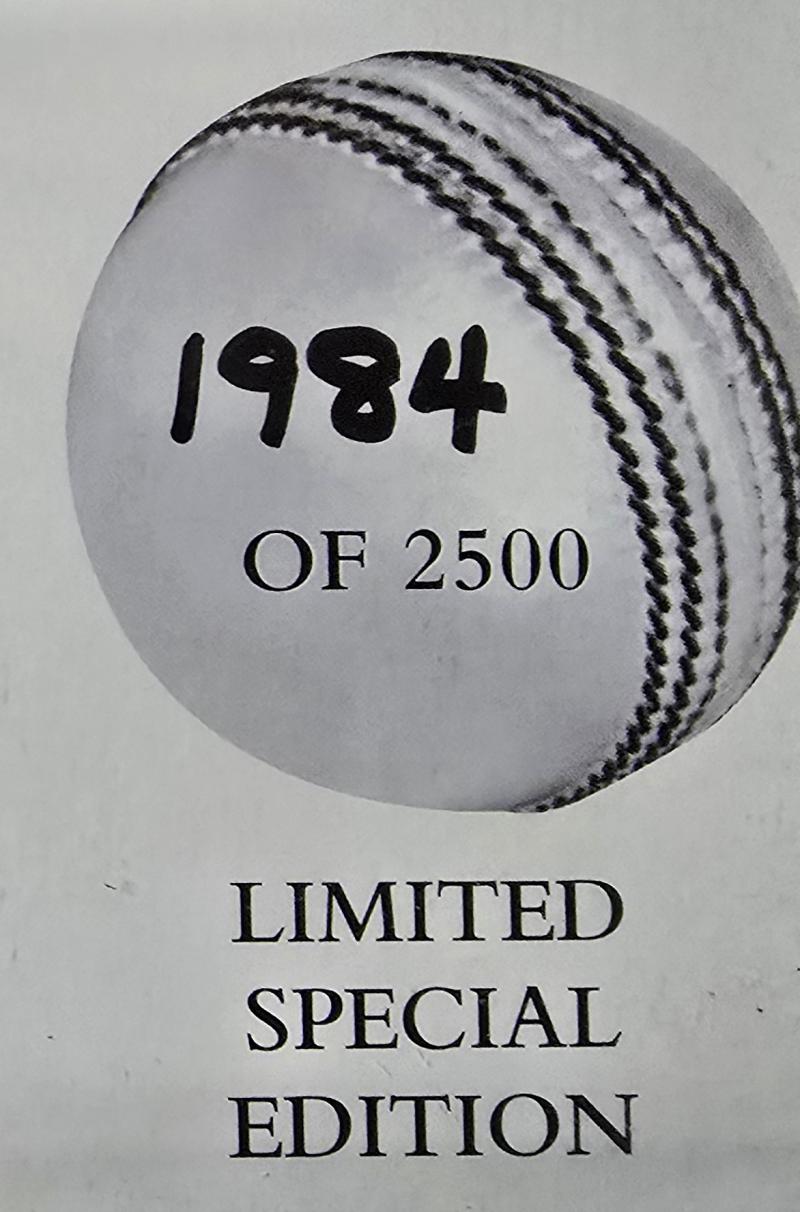 1984
OF 2500
LIMITED
SPECIAL
EDITION